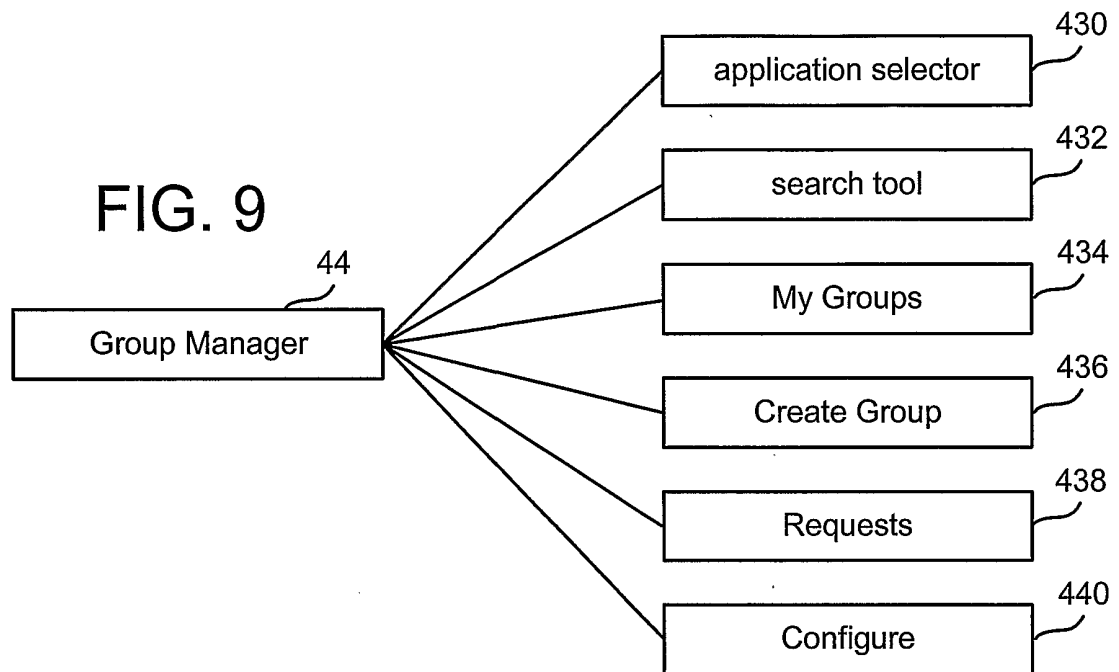 430
application selector
432
search tool
FIG. 9
434
44
My Groups
Group Manager
436
Create Group
438
Requests
440
Configure